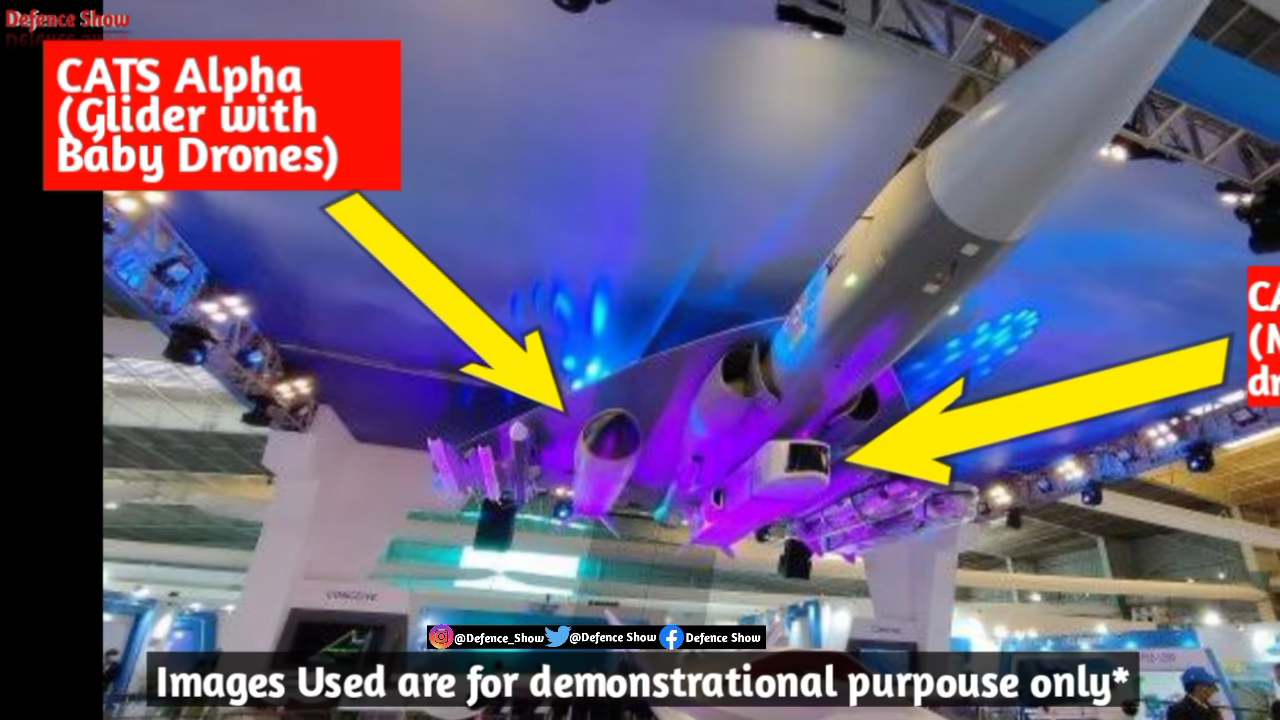 Defence Show
CATS Alpha
(Glider with
Baby Drones)
CA
(N
dr
CONCEIVE
@Defence_Show @Defence Show Defence Show
Images Used are for demonstrational purpouse only*